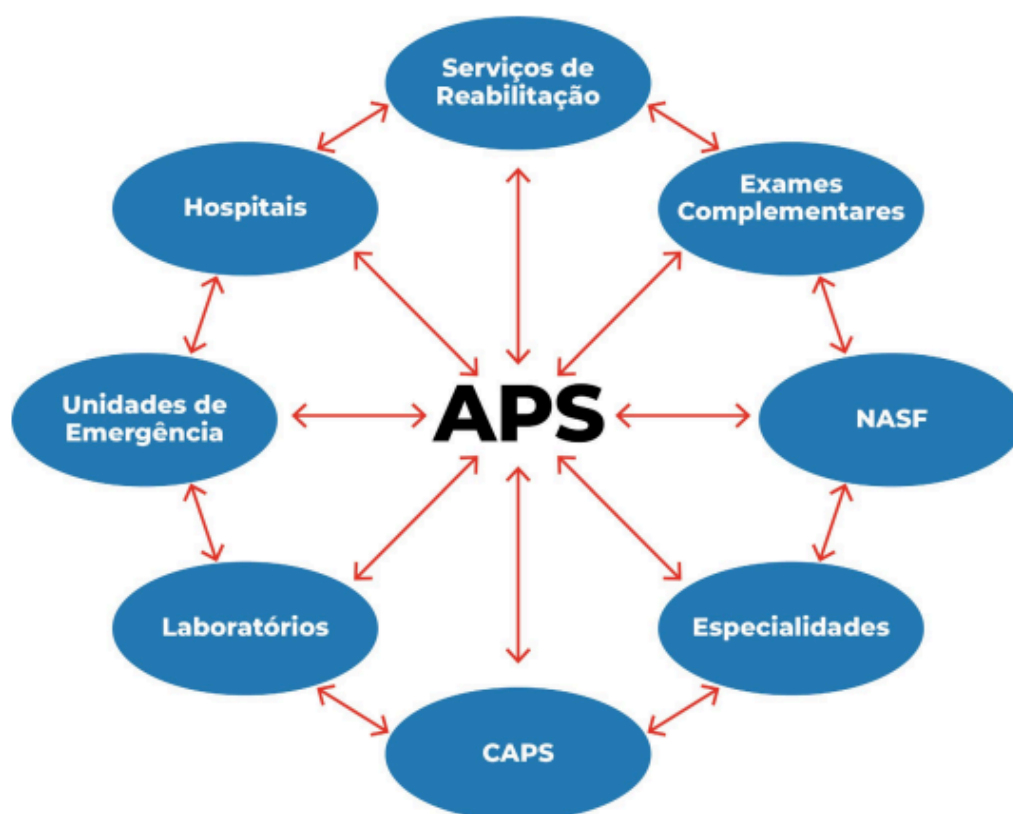 Serviços de
Reabilitação
Hospitais
Exames
Complementares
Unidades de
Emergência
APS
NASF
Laboratórios
Especialidades
CAPS